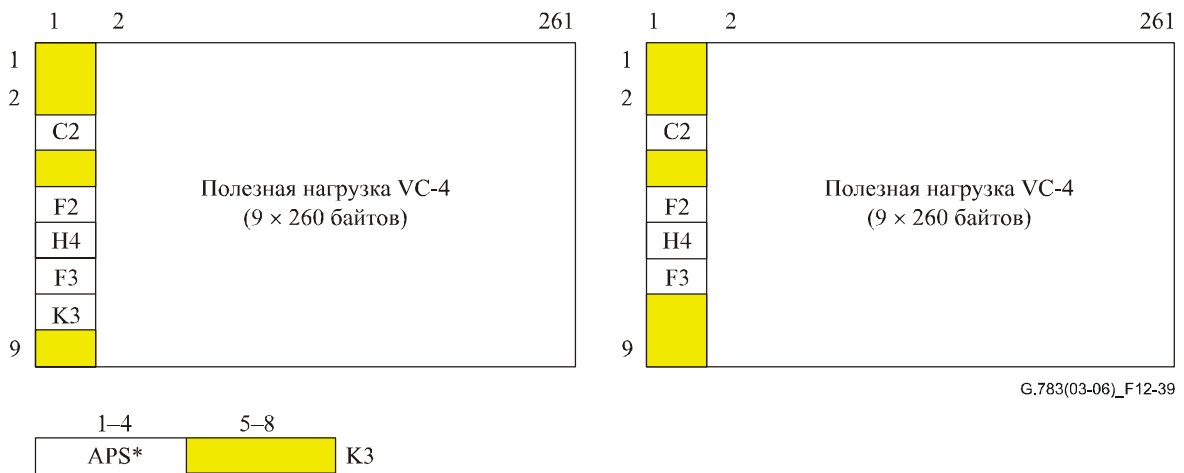 1 2 261
1
2
C2
Полезная нагрузка VC-4
(9 × 260 байтов)
F2
H4
F3
K3
9
1–4 5–8
APS* K3
1 2 261
1
2
C2
Полезная нагрузка VC-4
(9 × 260 байтов)
F2
H4
F3
9
G.783(03-06)_F12-39